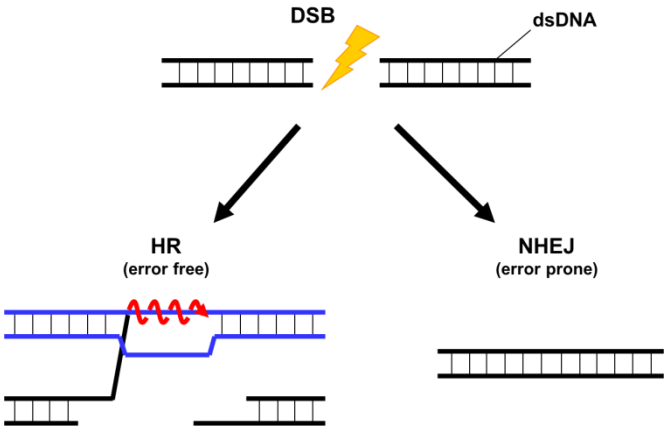 DSB
dsDNA
HR
(error free)
NHEJ
(error prone)